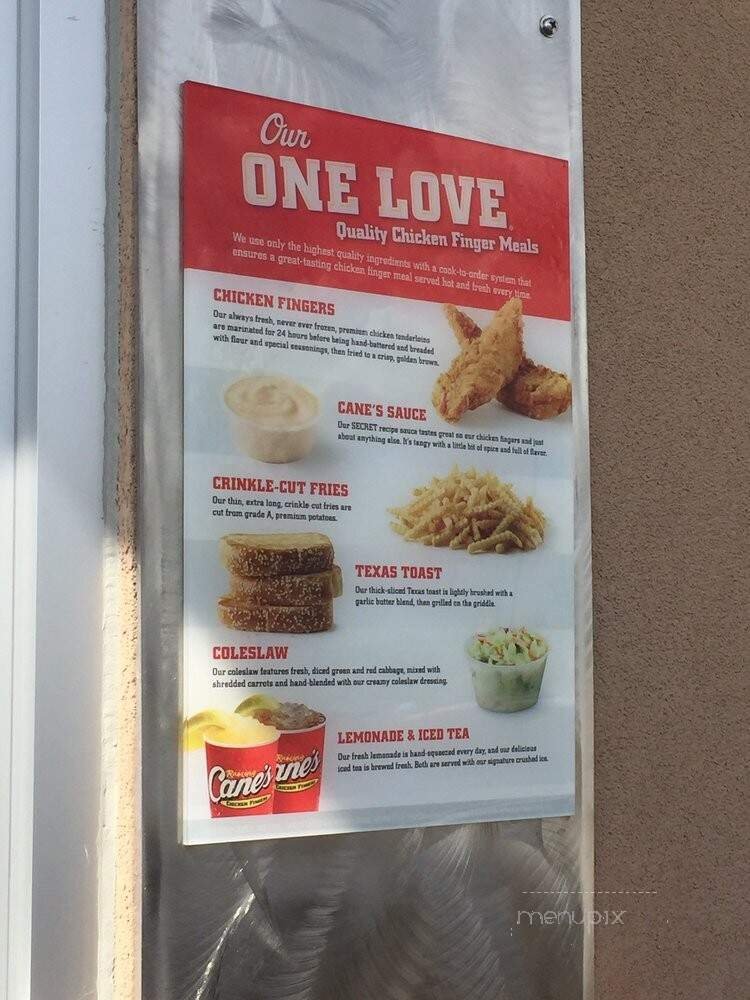 Our
ONE LOVE®
Quality Chicken Finger Meals
We use only the highest quality ingredients with a cook-to-order system that
ensures a great-tasting chicken finger meal served hot and fresh every time.
CHICKEN FINGERS
Our always fresh, never ever frozen, premium chicken tenderloins
are marinated for 24 hours before being hand-battered and breaded
with flour and special seasonings, then fried to a crisp, golden brown.
CANE'S SAUCE
Our SECRET recipe sauce tastes great on our chicken fingers and just
about anything else. It's tangy with a little bit of spice and full of flavor.
CRINKLE-CUT FRIES
Our thin, extra long, crinkle cut fries are
cut from grade A, premium potatoes.
TEXAS TOAST
Our thick-sliced Texas toast is lightly brushed with a
garlic butter blend, then grilled on the griddle.
COLESLAW
Our coleslaw features fresh, diced green and red cabbage, mixed with
shredded carrots and hand-blended with our creamy coleslaw dressing.
LEMONADE & ICED TEA
Our fresh lemonade is hand-squeezed every day, and our delicious
iced tea is brewed fresh. Both are served with our signature crushed ice.
Raising
Cane's
CHICKEN FINGERS
Raising
ane's
CHICKEN FINGERS
menupix